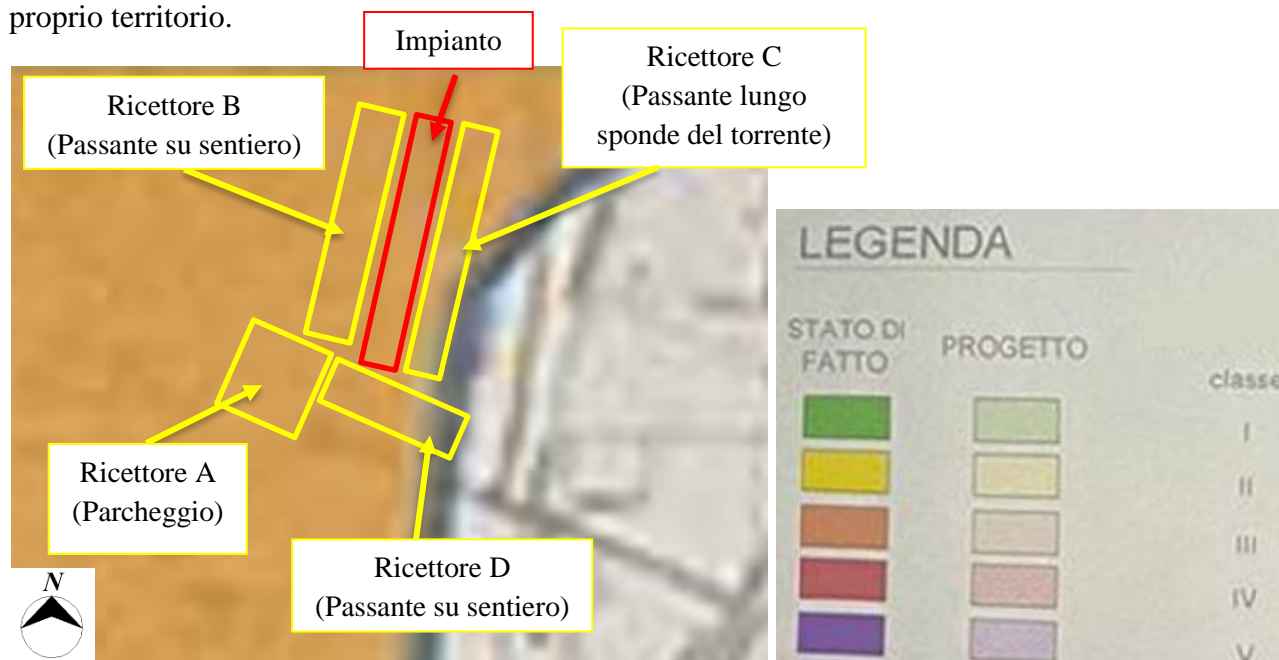 proprio territorio.
Impianto
Ricettore B
(Passante su sentiero)
Ricettore C
(Passante lungo
sponde del torrente)
Ricettore A
(Parcheggio)
Ricettore D
(Passante su sentiero)
N
LEGENDA
STATO DI
FATTO
PROGETTO
classe
I
II
III
IV
V